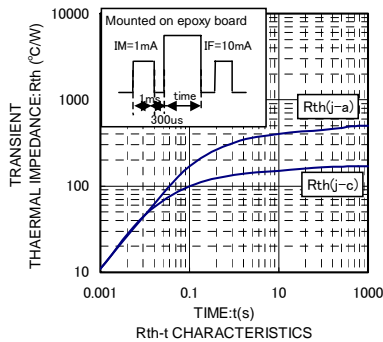 10000
1000
100
10
TRANSIENT
THAERMAL IMPEDANCE:Rth (℃/W)
Mounted on epoxy board
IM=1mA
IF=10mA
1ms
time
300us
Rth(j-a)
Rth(j-c)
0.001
0.1
10
1000
TIME:t(s)
Rth-t CHARACTERISTICS